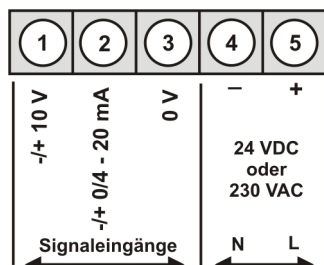 1 2 3 4 5
-/+ 10 V
-/+ 0/4 - 20 mA
0 V
– +
24 VDC
oder
230 VAC
Signaleingänge
N L